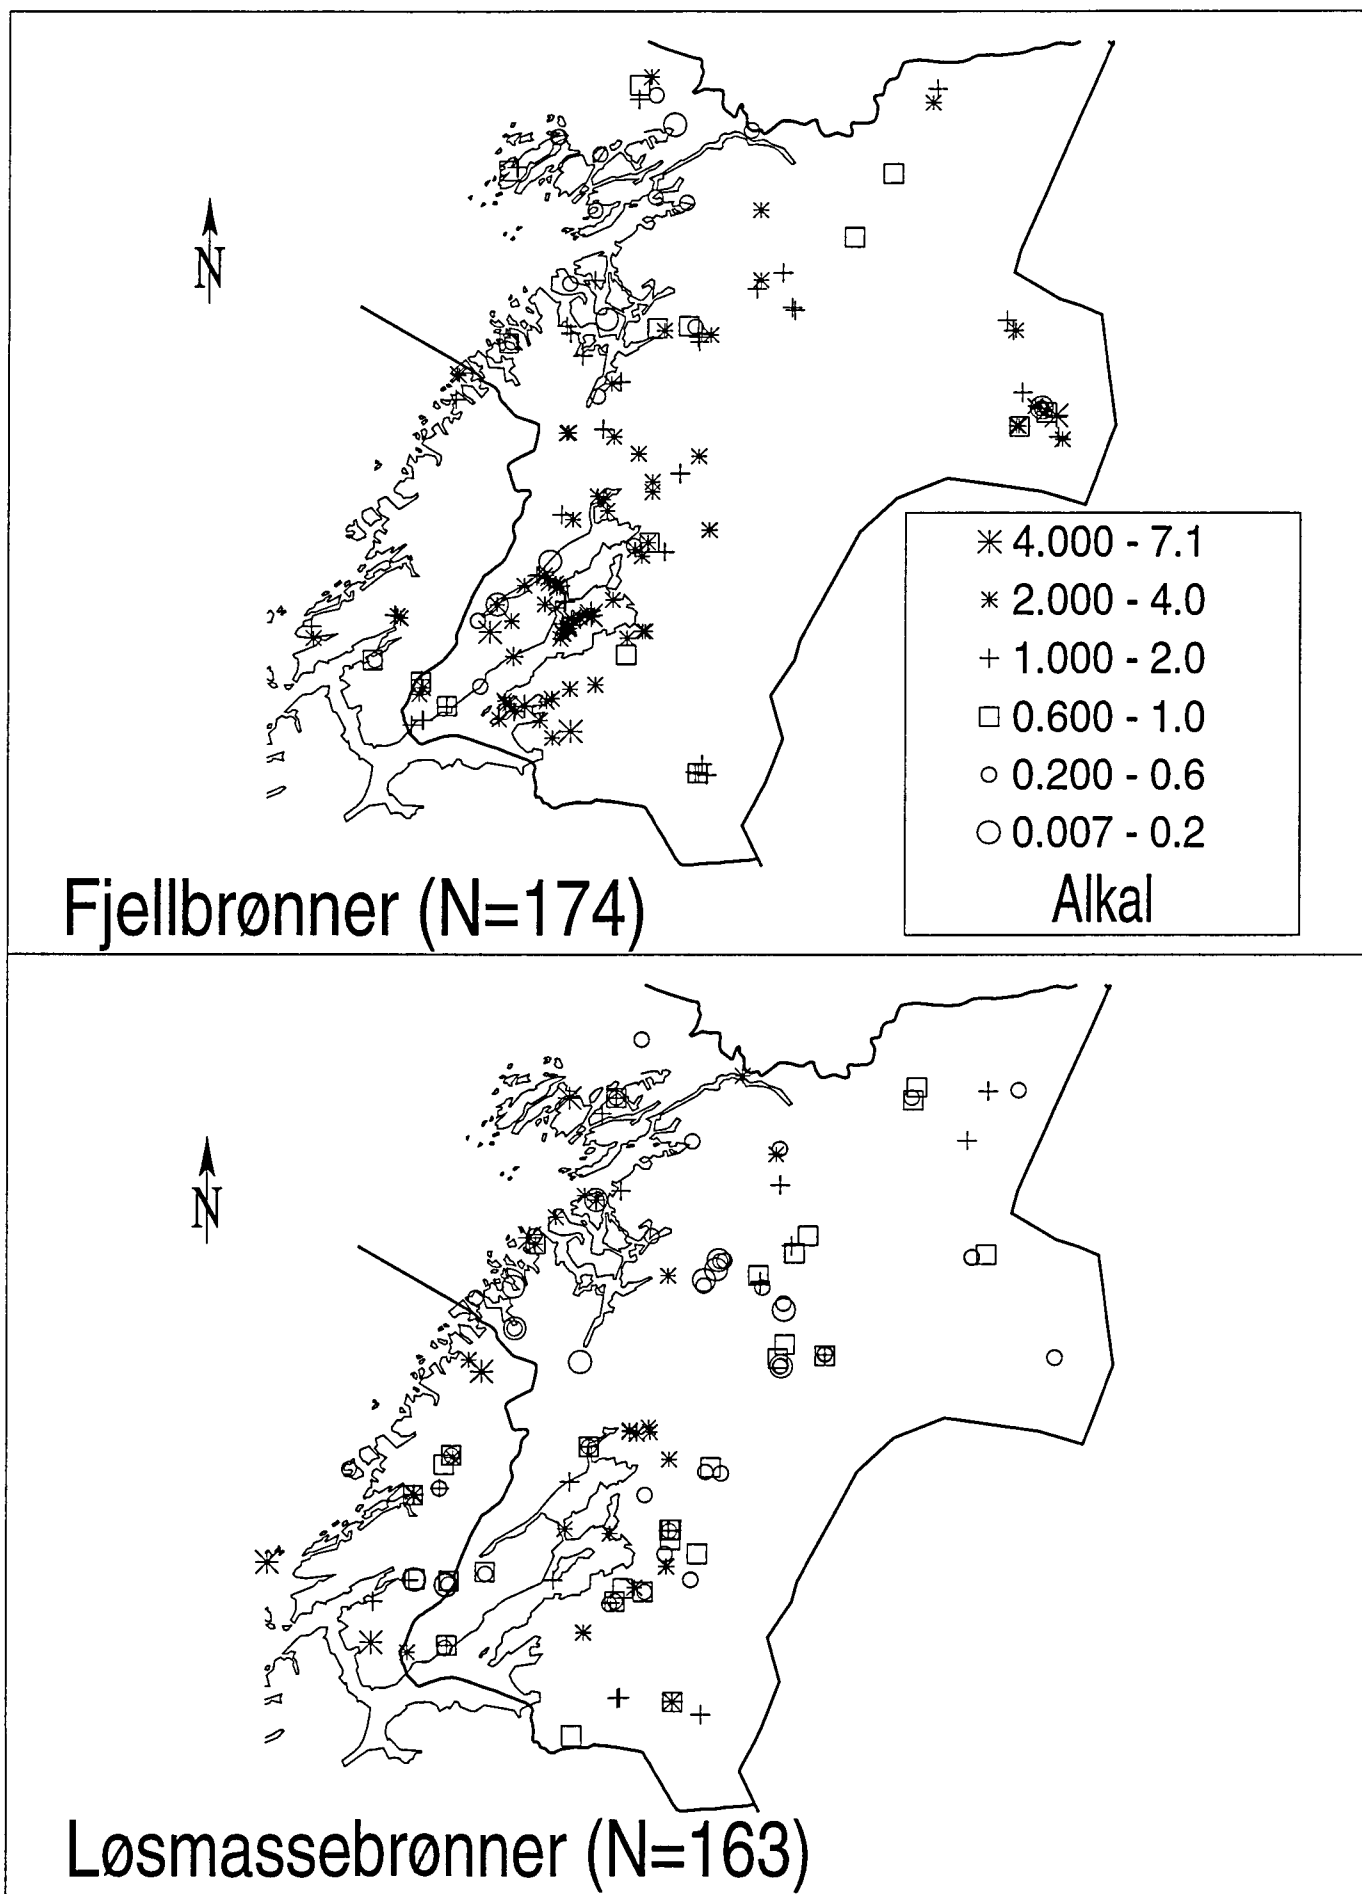 N
4.000 - 7.1
2.000 - 4.0
1.000 - 2.0
0.600 - 1.0
0.200 - 0.6
0.007 - 0.2
Alkal
Fjellbrønner (N=174)
N
Løsmassebrønner (N=163)